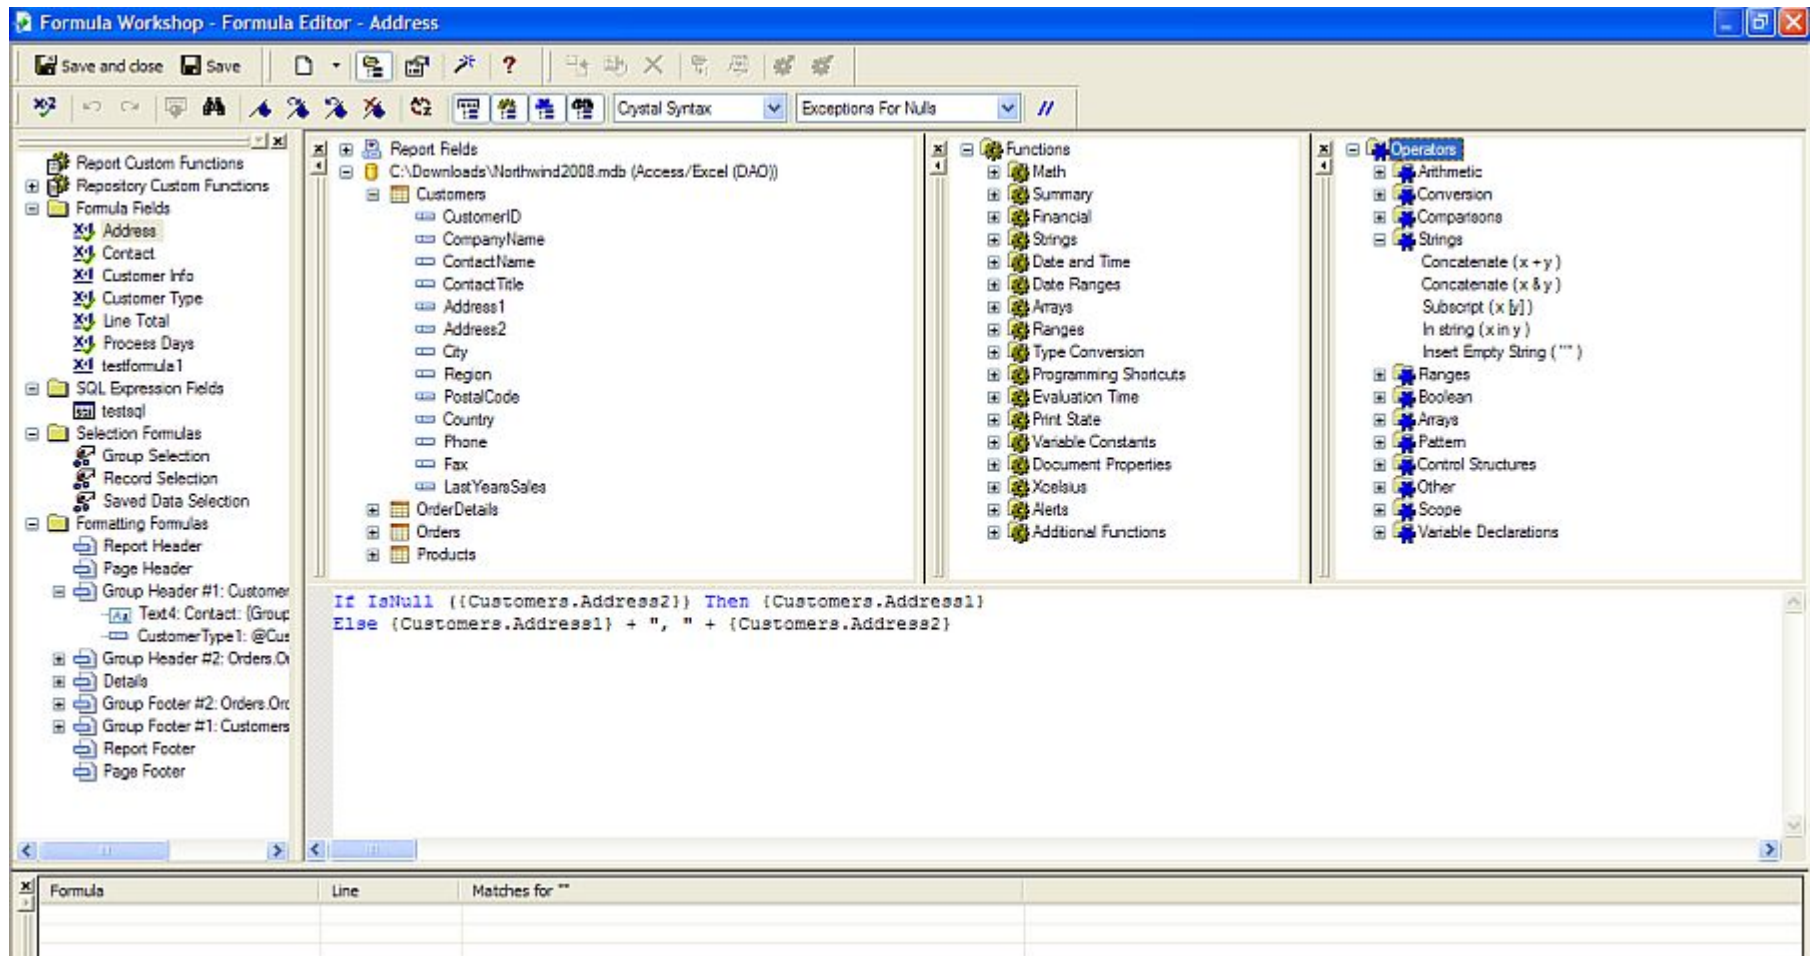 Formula Workshop - Formula Editor - Address
Save and close Save
Crystal Syntax Exceptions For Nulls //
Report Custom Functions
Repository Custom Functions
Formula Fields
Address
Contact
Customer Info
Customer Type
Line Total
Process Days
testformula1
SQL Expression Fields
testsql
Selection Formulas
Group Selection
Record Selection
Saved Data Selection
Formatting Formulas
Report Header
Page Header
Group Header #1: Customer
Text4: Contact: {Group
CustomerType1: @Cus
Group Header #2: Orders.O
Details
Group Footer #2: Orders.Ord
Group Footer #1: Customers
Report Footer
Page Footer
Report Fields
C:\Downloads\Northwind2008.mdb (Access/Excel (DAO))
Customers
CustomerID
CompanyName
ContactName
ContactTitle
Address1
Address2
City
Region
PostalCode
Country
Phone
Fax
LastYearsSales
OrderDetails
Orders
Products
Functions
Math
Summary
Financial
Strings
Date and Time
Date Ranges
Arrays
Ranges
Type Conversion
Programming Shortcuts
Evaluation Time
Print State
Variable Constants
Document Properties
Xcelsius
Alerts
Additional Functions
Operators
Arithmetic
Conversion
Comparisons
Strings
Concatenate (x + y )
Concatenate (x & y )
Subscript (x [y] )
In string (x in y )
Insert Empty String ( "" )
Ranges
Boolean
Arrays
Pattern
Control Structures
Other
Scope
Variable Declarations
If IsNull ({Customers.Address2}) Then {Customers.Address1}
Else {Customers.Address1} + ", " + {Customers.Address2}
Formula Line Matches for ""